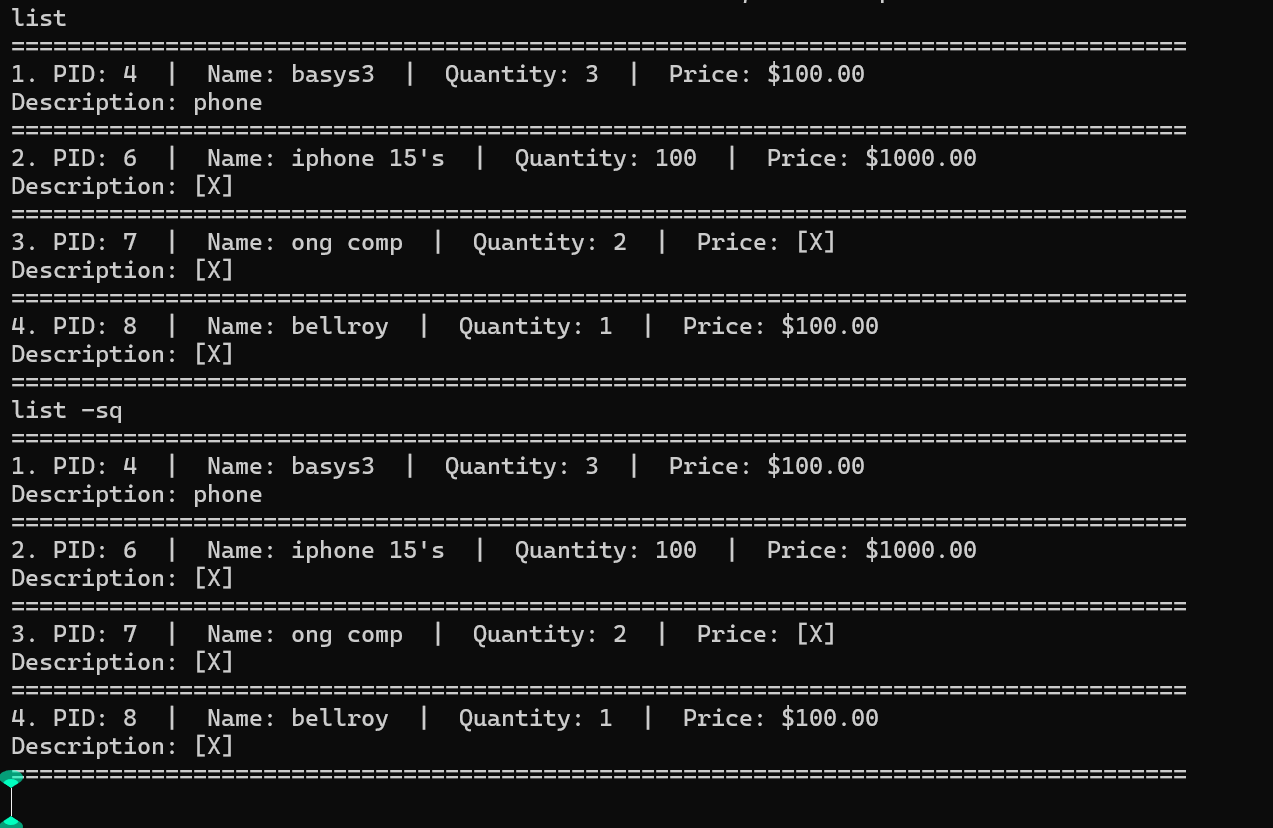 list
====================================================================================
1. PID: 4  |  Name: basys3  |  Quantity: 3  |  Price: $100.00
Description: phone
====================================================================================
2. PID: 6  |  Name: iphone 15's  |  Quantity: 100  |  Price: $1000.00
Description: [X]
====================================================================================
3. PID: 7  |  Name: ong comp  |  Quantity: 2  |  Price: [X]
Description: [X]
====================================================================================
4. PID: 8  |  Name: bellroy  |  Quantity: 1  |  Price: $100.00
Description: [X]
====================================================================================
list -sq
====================================================================================
1. PID: 4  |  Name: basys3  |  Quantity: 3  |  Price: $100.00
Description: phone
====================================================================================
2. PID: 6  |  Name: iphone 15's  |  Quantity: 100  |  Price: $1000.00
Description: [X]
====================================================================================
3. PID: 7  |  Name: ong comp  |  Quantity: 2  |  Price: [X]
Description: [X]
====================================================================================
4. PID: 8  |  Name: bellroy  |  Quantity: 1  |  Price: $100.00
Description: [X]
====================================================================================